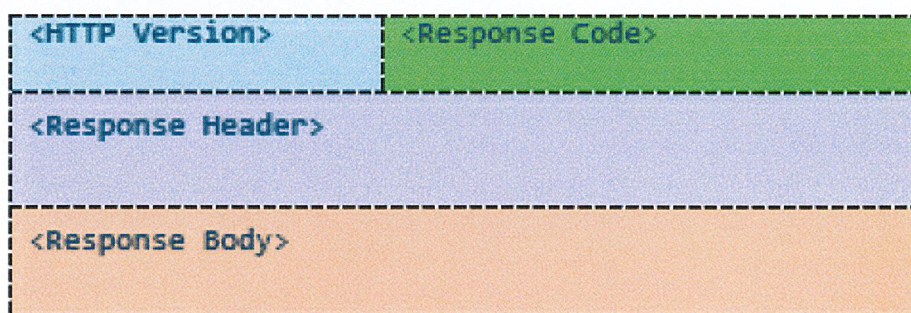 <HTTP Version> <Response Code>
<Response Header>
<Response Body>